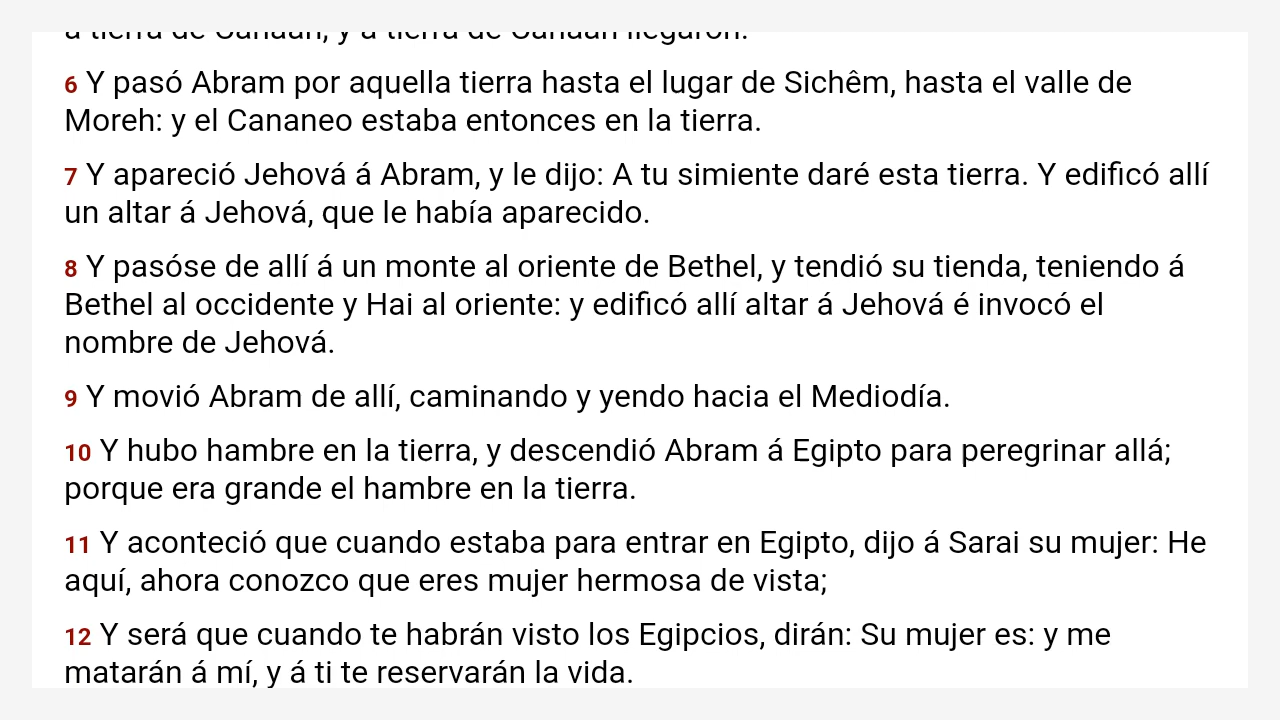 á tierra de Canaán; y á tierra de Canaán llegaron.
6 Y pasó Abram por aquella tierra hasta el lugar de Sichêm, hasta el valle de
Moreh: y el Cananeo estaba entonces en la tierra.
7 Y apareció Jehová á Abram, y le dijo: A tu simiente daré esta tierra. Y edificó allí
un altar á Jehová, que le había aparecido.
8 Y pasóse de allí á un monte al oriente de Bethel, y tendió su tienda, teniendo á
Bethel al occidente y Hai al oriente: y edificó allí altar á Jehová é invocó el
nombre de Jehová.
9 Y movió Abram de allí, caminando y yendo hacia el Mediodía.
10 Y hubo hambre en la tierra, y descendió Abram á Egipto para peregrinar allá;
porque era grande el hambre en la tierra.
11 Y aconteció que cuando estaba para entrar en Egipto, dijo á Sarai su mujer: He
aquí, ahora conozco que eres mujer hermosa de vista;
12 Y será que cuando te habrán visto los Egipcios, dirán: Su mujer es: y me
matarán á mí, y á ti te reservarán la vida.